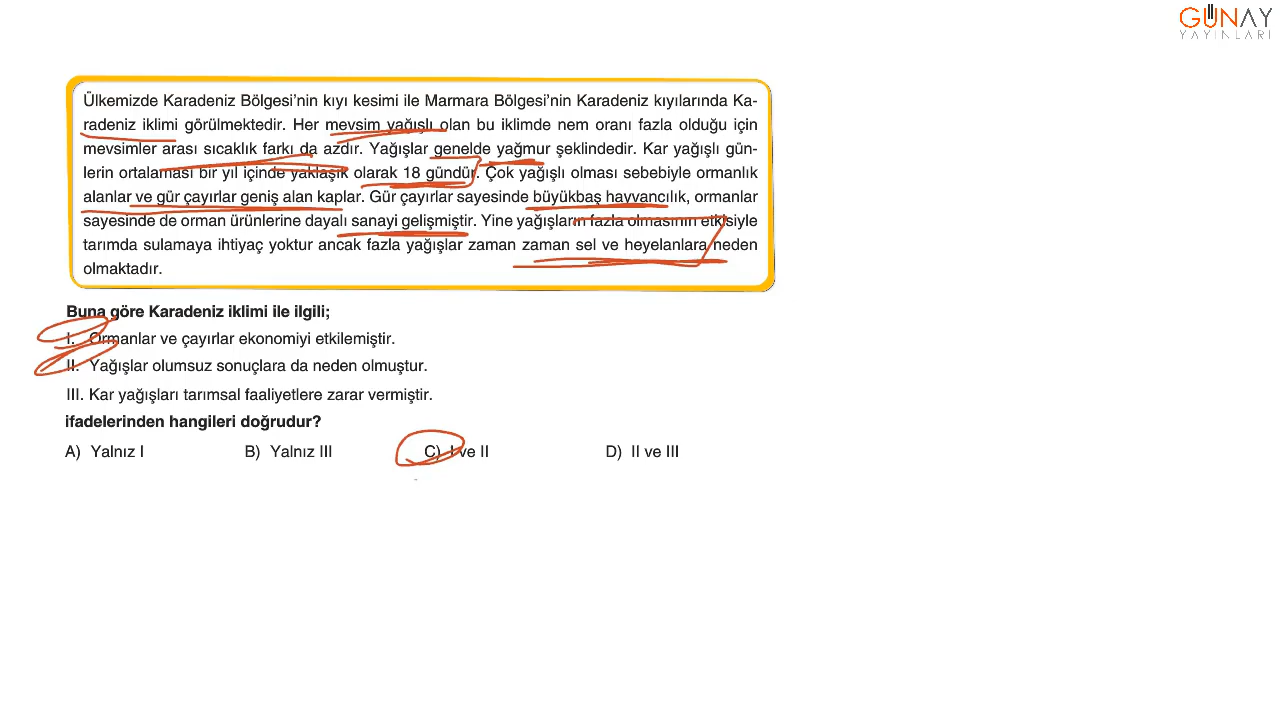 GÜNAY
YAYINLARI
Ülkemizde Karadeniz Bölgesi'nin kıyı kesimi ile Marmara Bölgesi'nin Karadeniz kıyılarında Ka-
radeniz iklimi görülmektedir. Her mevsim yağışlı olan bu iklimde nem oranı fazla olduğu için
mevsimler arası sıcaklık farkı da azdır. Yağışlar genelde yağmur şeklindedir. Kar yağışlı gün-
lerin ortalaması bir yıl içinde yaklaşık olarak 18 gündür. Çok yağışlı olması sebebiyle ormanlık
alanlar ve gür çayırlar geniş alan kaplar. Gür çayırlar sayesinde büyükbaş hayvancılık, ormanlar
sayesinde de orman ürünlerine dayalı sanayi gelişmiştir. Yine yağışların fazla olmasının etkisiyle
tarımda sulamaya ihtiyaç yoktur ancak fazla yağışlar zaman zaman sel ve heyelanlara neden
olmaktadır.
Buna göre Karadeniz iklimi ile ilgili;
I. Ormanlar ve çayırlar ekonomiyi etkilemiştir.
II. Yağışlar olumsuz sonuçlara da neden olmuştur.
III. Kar yağışları tarımsal faaliyetlere zarar vermiştir.
ifadelerinden hangileri doğrudur?
A) Yalnız I B) Yalnız III C) I ve II D) II ve III